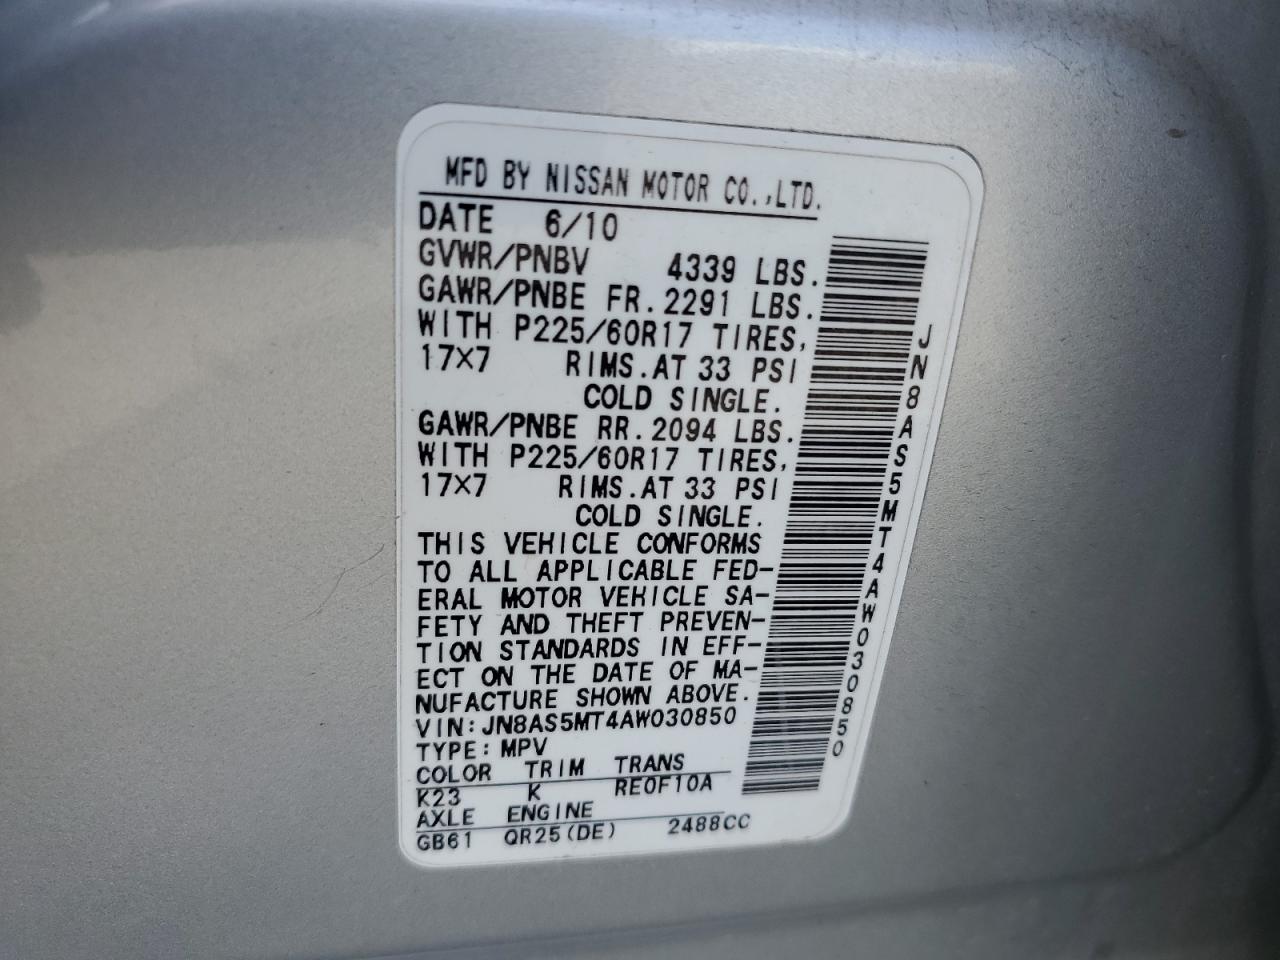 MFD BY NISSAN MOTOR CO.,LTD.
DATE 6/10
GVWR/PNBV 4339 LBS.
GAWR/PNBE FR. 2291 LBS.
WITH P225/60R17 TIRES,
17X7 RIMS. AT 33 PSI
COLD SINGLE.
GAWR/PNBE RR. 2094 LBS.
WITH P225/60R17 TIRES,
17X7 RIMS. AT 33 PSI
COLD SINGLE.
THIS VEHICLE CONFORMS
TO ALL APPLICABLE FED-
ERAL MOTOR VEHICLE SA-
FETY AND THEFT PREVEN-
TION STANDARDS IN EFF-
ECT ON THE DATE OF MA-
NUFACTURE SHOWN ABOVE.
VIN: JN8AS5MT4AW030850
TYPE: MPV
COLOR TRIM TRANS
K23 K RE0F10A
AXLE ENGINE
GB61 QR25(DE) 2488CC
JN8AS5MT4AW030850